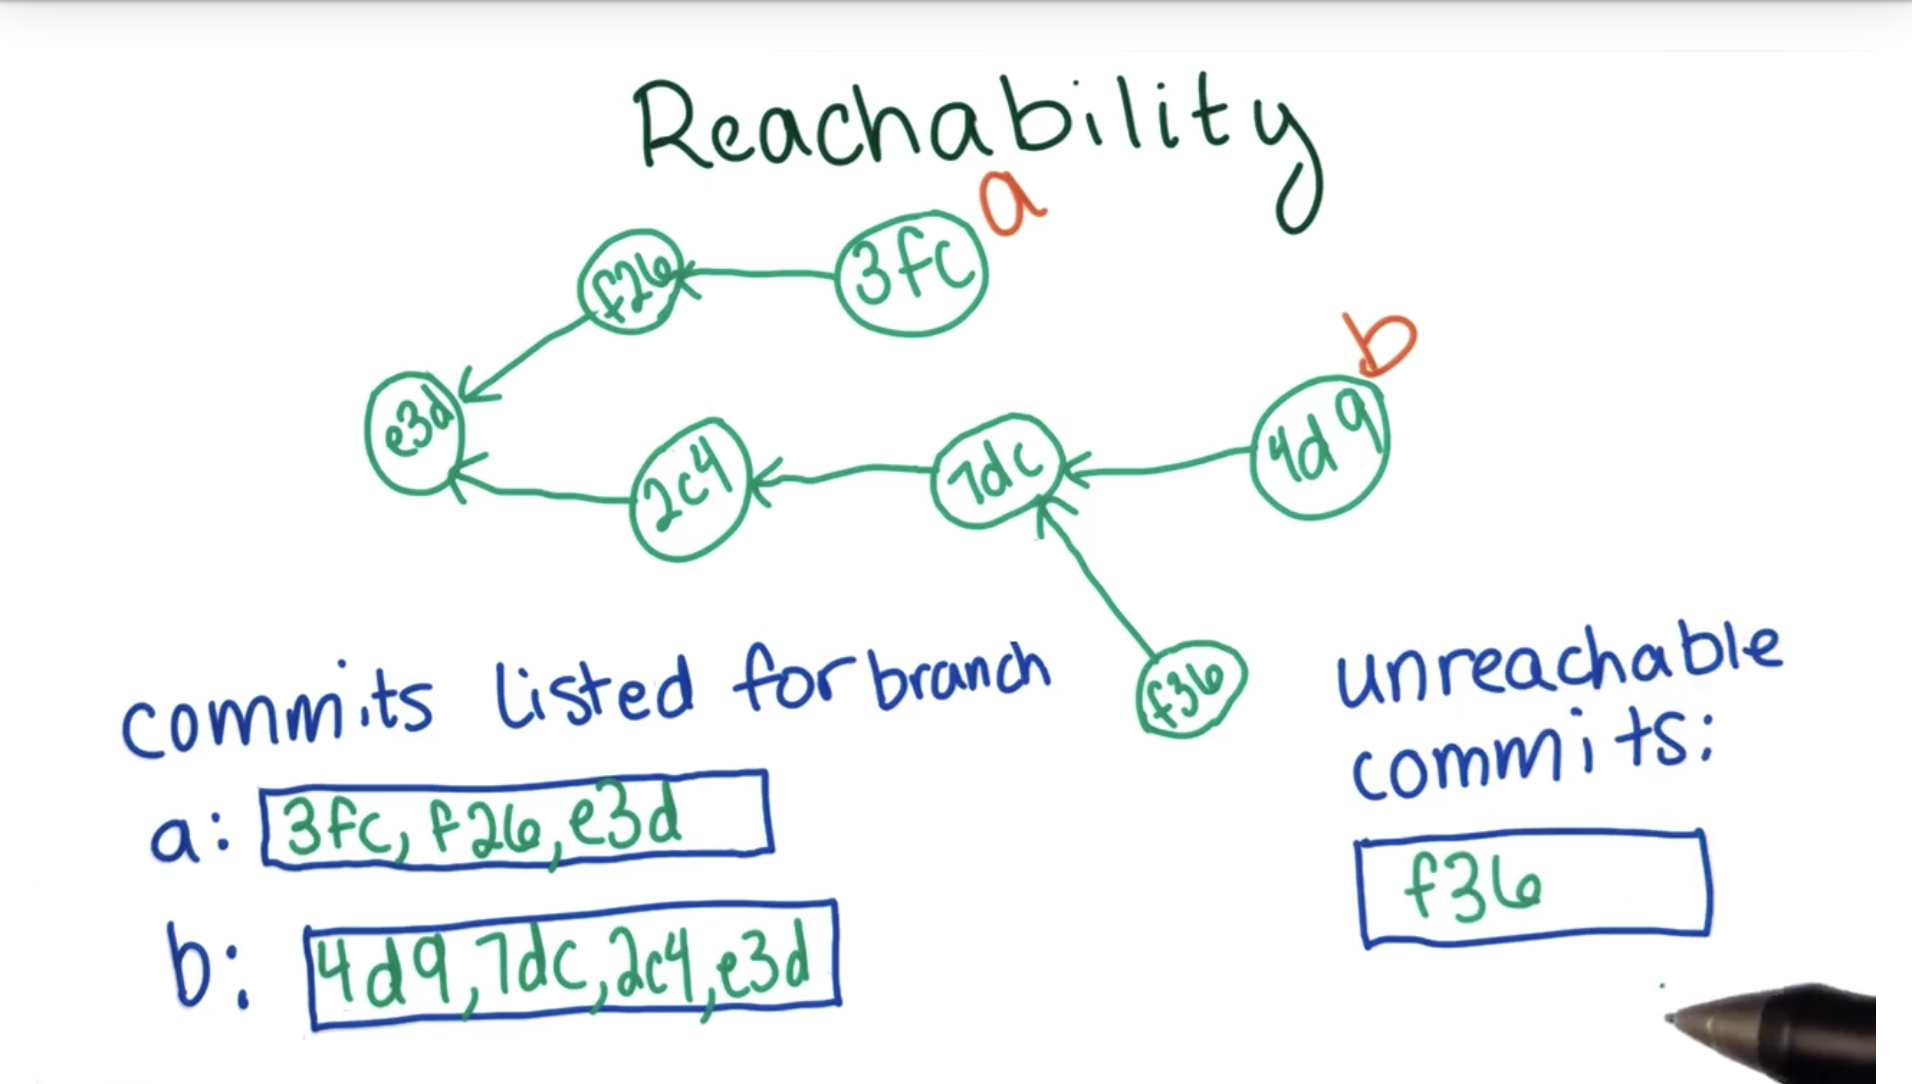 Reachability
a
f26
3fc
b
e3d
2c4
7dc
4d9
f36
commits listed for branch
a: 3fc, f26, e3d
b: 4d9, 7dc, 2c4, e3d
unreachable
commits:
f36